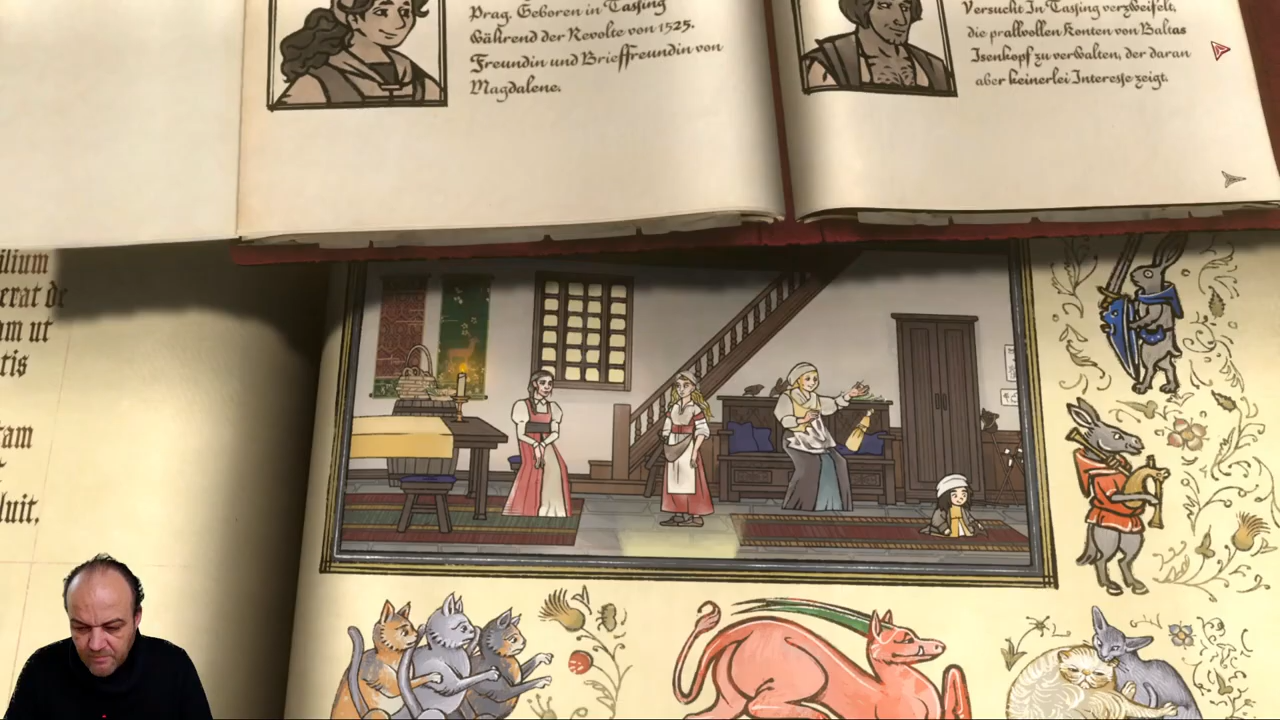 Prag. Geboren in Tassing
während der Revolte von 1525.
Freundin und Brieffreundin von
Magdalene.
Versucht In Tassing verzweifelt,
die prallvollen Konten von Baltas
Isenkopf zu verwalten, der daran
aber keinerlei Interesse zeigt.
ilium
erat de
am ut
tis
tam
luit,